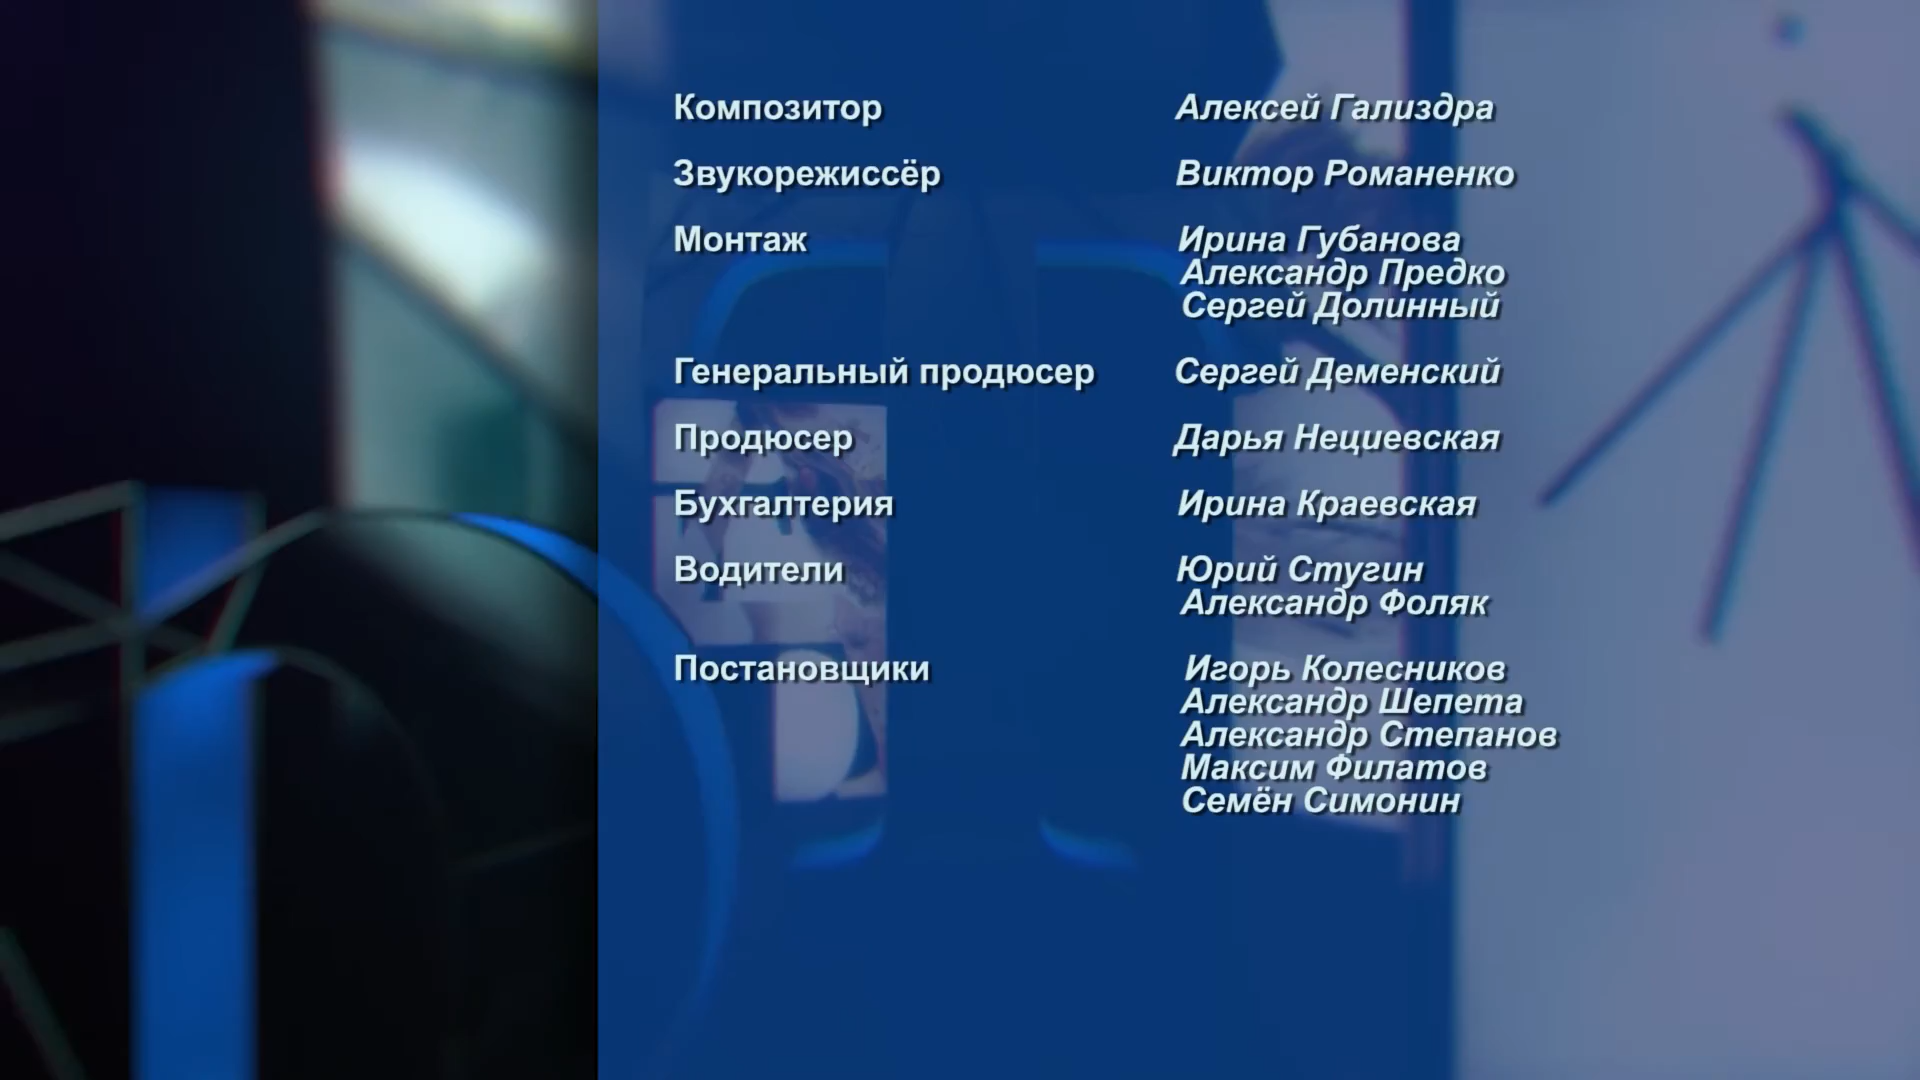 Композитор Алексей Гализдра
Звукорежиссёр Виктор Романенко
Монтаж Ирина Губанова
Александр Предко
Сергей Долинный
Генеральный продюсер Сергей Деменский
Продюсер Дарья Нециевская
Бухгалтерия Ирина Краевская
Водители Юрий Стугин
Александр Фоляк
Постановщики Игорь Колесников
Александр Шепета
Александр Степанов
Максим Филатов
Семён Симонин